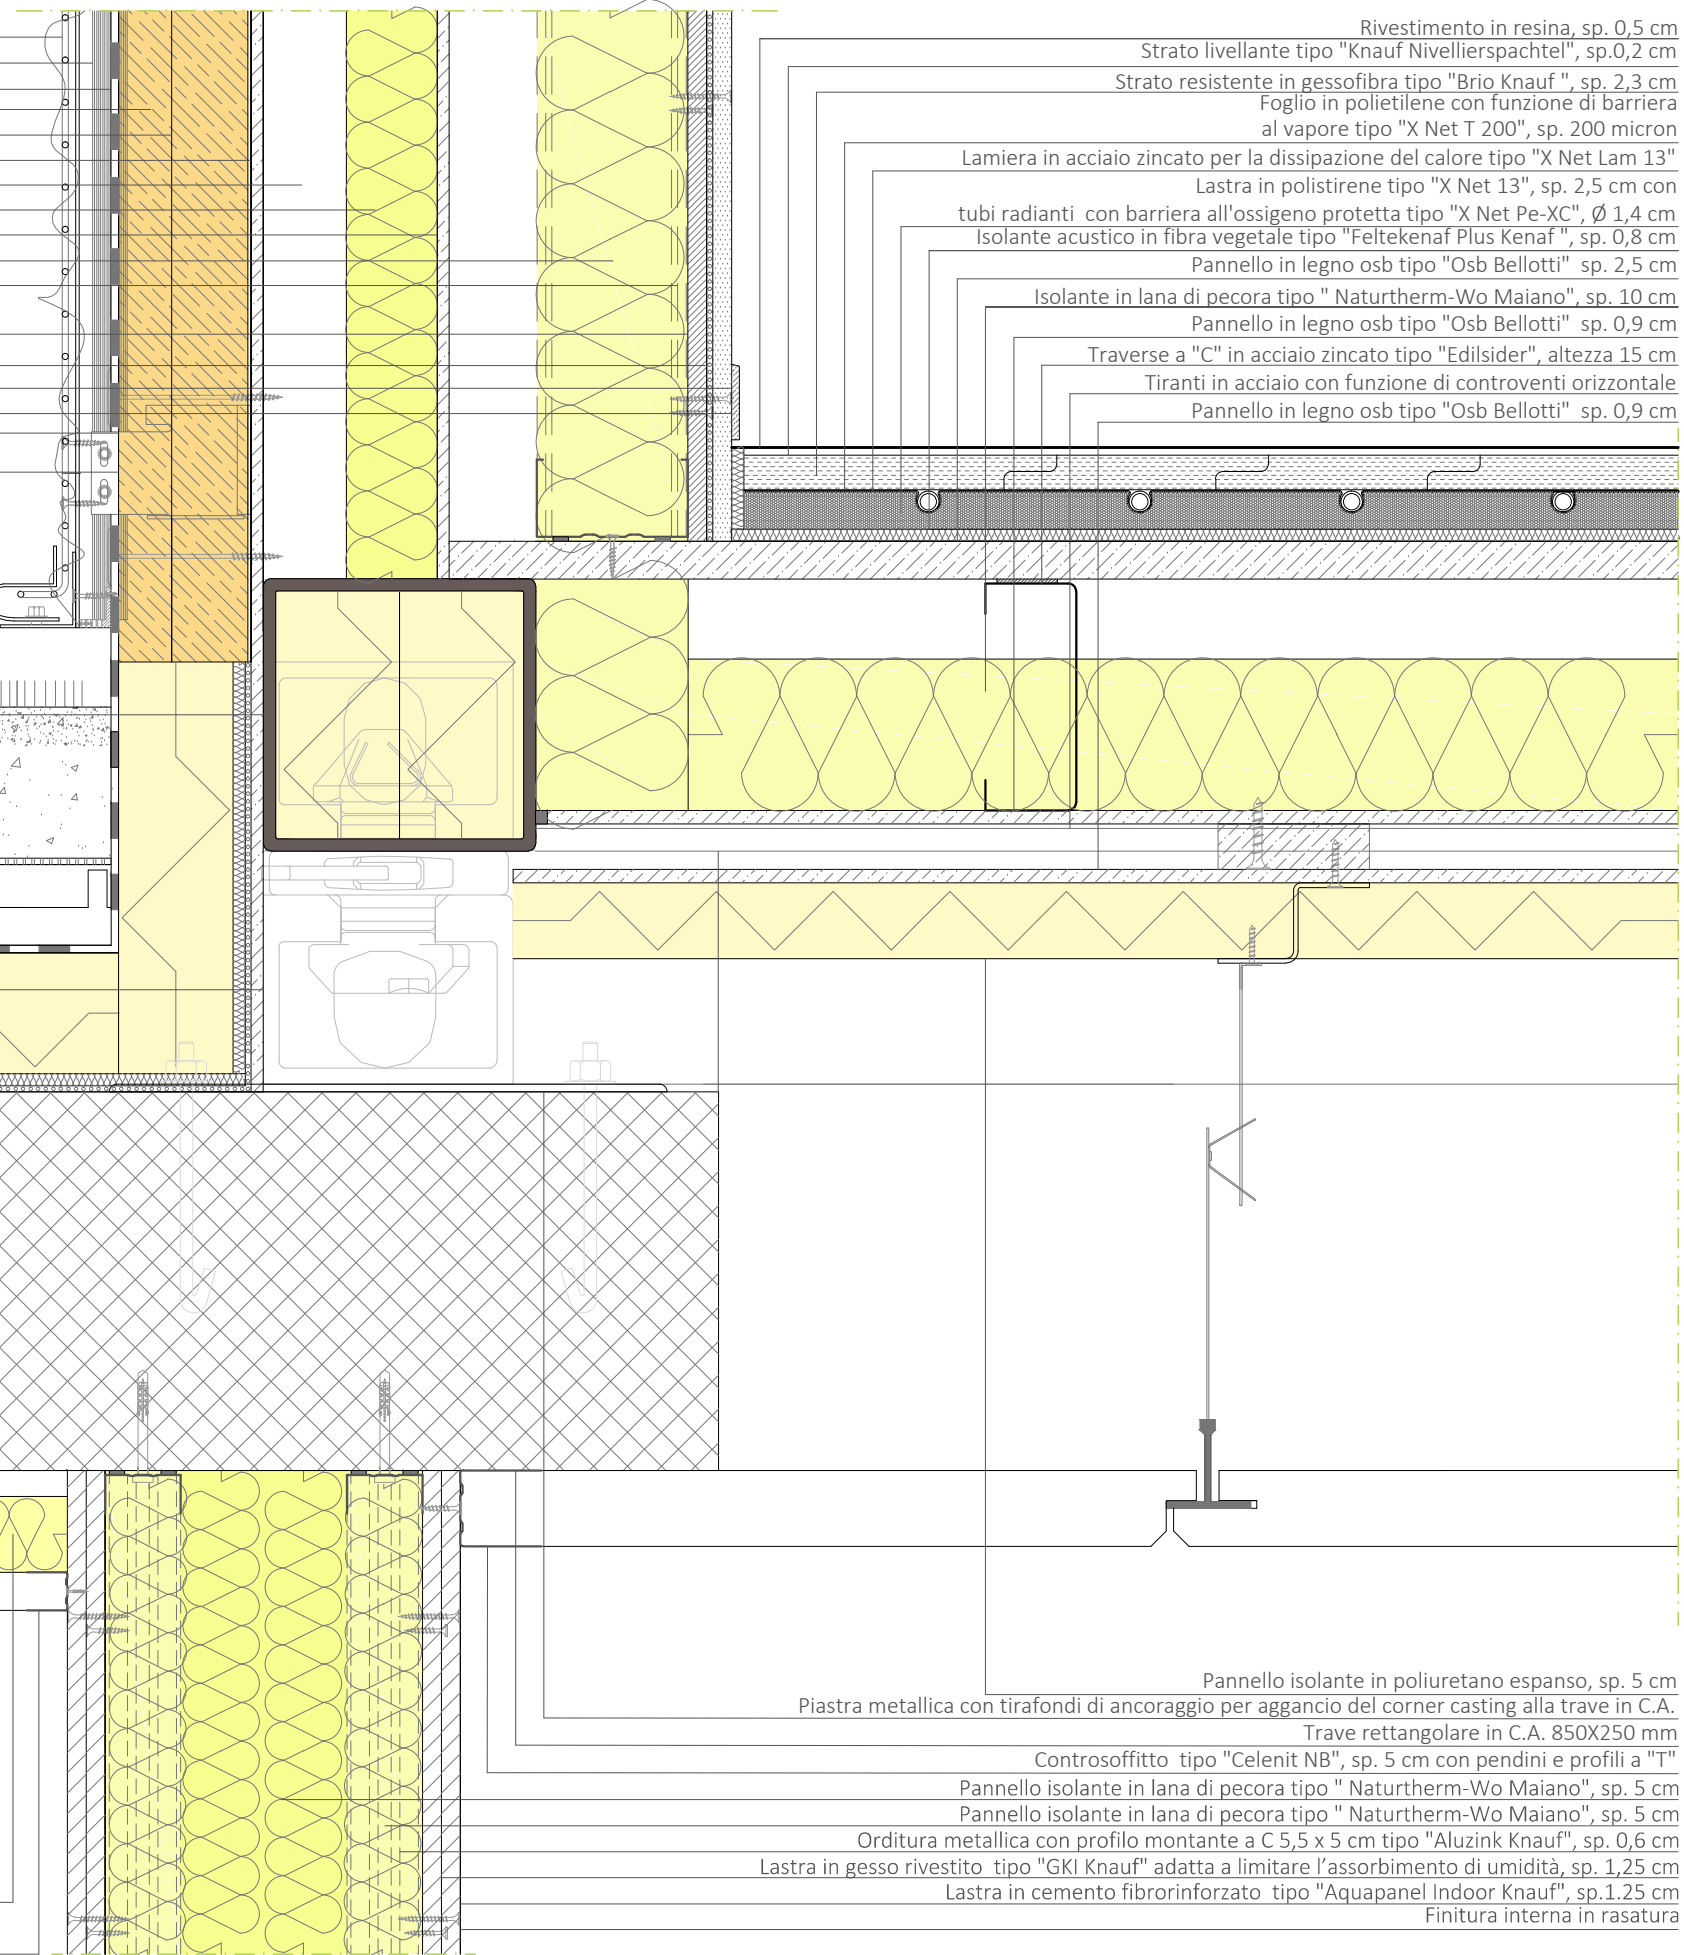 Rivestimento in resina, sp. 0,5 cm
Strato livellante tipo "Knauf Nivellierspachtel", sp.0,2 cm
Strato resistente in gessofibra tipo "Brio Knauf ", sp. 2,3 cm
Foglio in polietilene con funzione di barriera
al vapore tipo "X Net T 200", sp. 200 micron
Lamiera in acciaio zincato per la dissipazione del calore tipo "X Net Lam 13"
Lastra in polistirene tipo "X Net 13", sp. 2,5 cm con
tubi radianti con barriera all'ossigeno protetta tipo "X Net Pe-XC", Ø 1,4 cm
Isolante acustico in fibra vegetale tipo "Feltekenaf Plus Kenaf ", sp. 0,8 cm
Pannello in legno osb tipo "Osb Bellotti" sp. 2,5 cm
Isolante in lana di pecora tipo " Naturtherm-Wo Maiano", sp. 10 cm
Pannello in legno osb tipo "Osb Bellotti" sp. 0,9 cm
Traverse a "C" in acciaio zincato tipo "Edilsider", altezza 15 cm
Tiranti in acciaio con funzione di controventi orizzontale
Pannello in legno osb tipo "Osb Bellotti" sp. 0,9 cm
Pannello isolante in poliuretano espanso, sp. 5 cm
Piastra metallica con tirafondi di ancoraggio per aggancio del corner casting alla trave in C.A.
Trave rettangolare in C.A. 850X250 mm
Controsoffitto tipo "Celenit NB", sp. 5 cm con pendini e profili a "T"
Pannello isolante in lana di pecora tipo " Naturtherm-Wo Maiano", sp. 5 cm
Pannello isolante in lana di pecora tipo " Naturtherm-Wo Maiano", sp. 5 cm
Orditura metallica con profilo montante a C 5,5 x 5 cm tipo "Aluzink Knauf", sp. 0,6 cm
Lastra in gesso rivestito tipo "GKI Knauf" adatta a limitare l’assorbimento di umidità, sp. 1,25 cm
Lastra in cemento fibrorinforzato tipo "Aquapanel Indoor Knauf", sp.1.25 cm
Finitura interna in rasatura